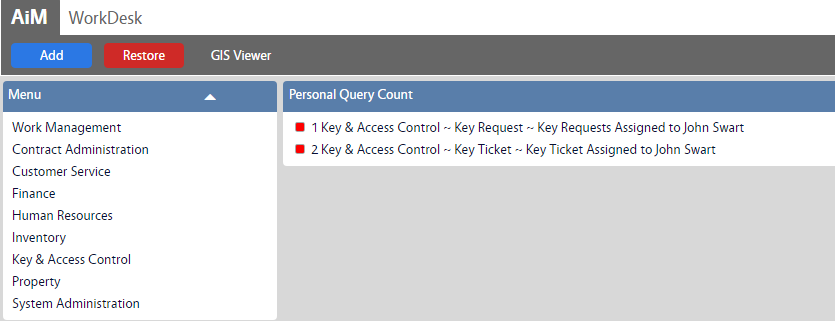 AiM WorkDesk
Add Restore GIS Viewer
Menu
Work Management
Contract Administration
Customer Service
Finance
Human Resources
Inventory
Key & Access Control
Property
System Administration
Personal Query Count
1 Key & Access Control ~ Key Request ~ Key Requests Assigned to John Swart
2 Key & Access Control ~ Key Ticket ~ Key Ticket Assigned to John Swart